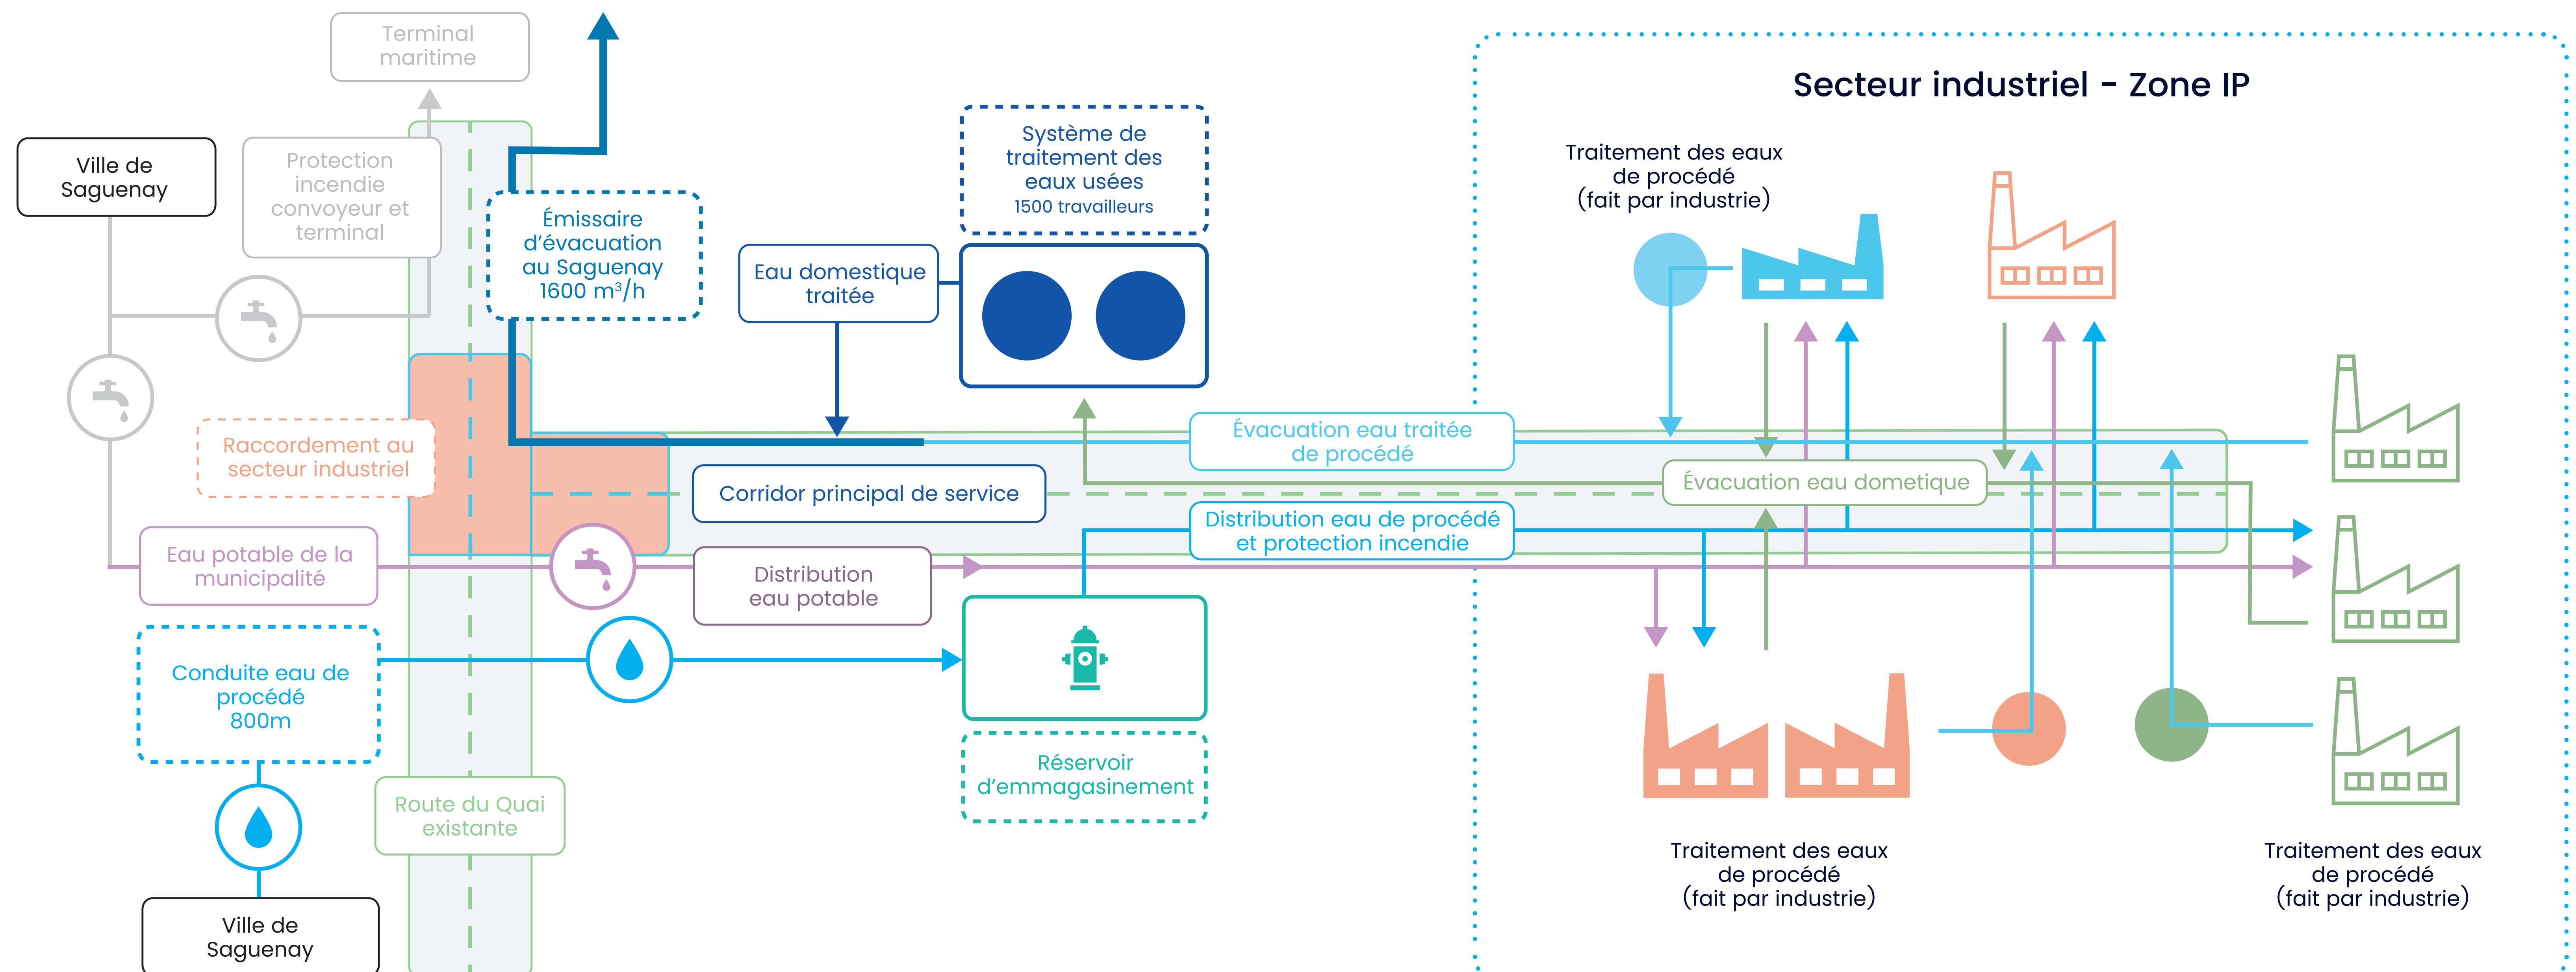 Terminal
maritime
Ville de
Saguenay
Protection
incendie
convoyeur et
terminal
Émissaire
d’évacuation
au Saguenay
1600 m³/h
Système de
traitement des
eaux usées
1500 travailleurs
Eau domestique
traitée
Secteur industriel - Zone IP
Traitement des eaux
de procédé
(fait par industrie)
Raccordement au
secteur industriel
Évacuation eau traitée
de procédé
Corridor principal de service
Évacuation eau dometique
Distribution eau de procédé
et protection incendie
Eau potable de la
municipalité
Distribution
eau potable
Conduite eau de
procédé
800m
Réservoir
d’emmagasinement
Route du Quai
existante
Ville de
Saguenay
Traitement des eaux
de procédé
(fait par industrie)
Traitement des eaux
de procédé
(fait par industrie)